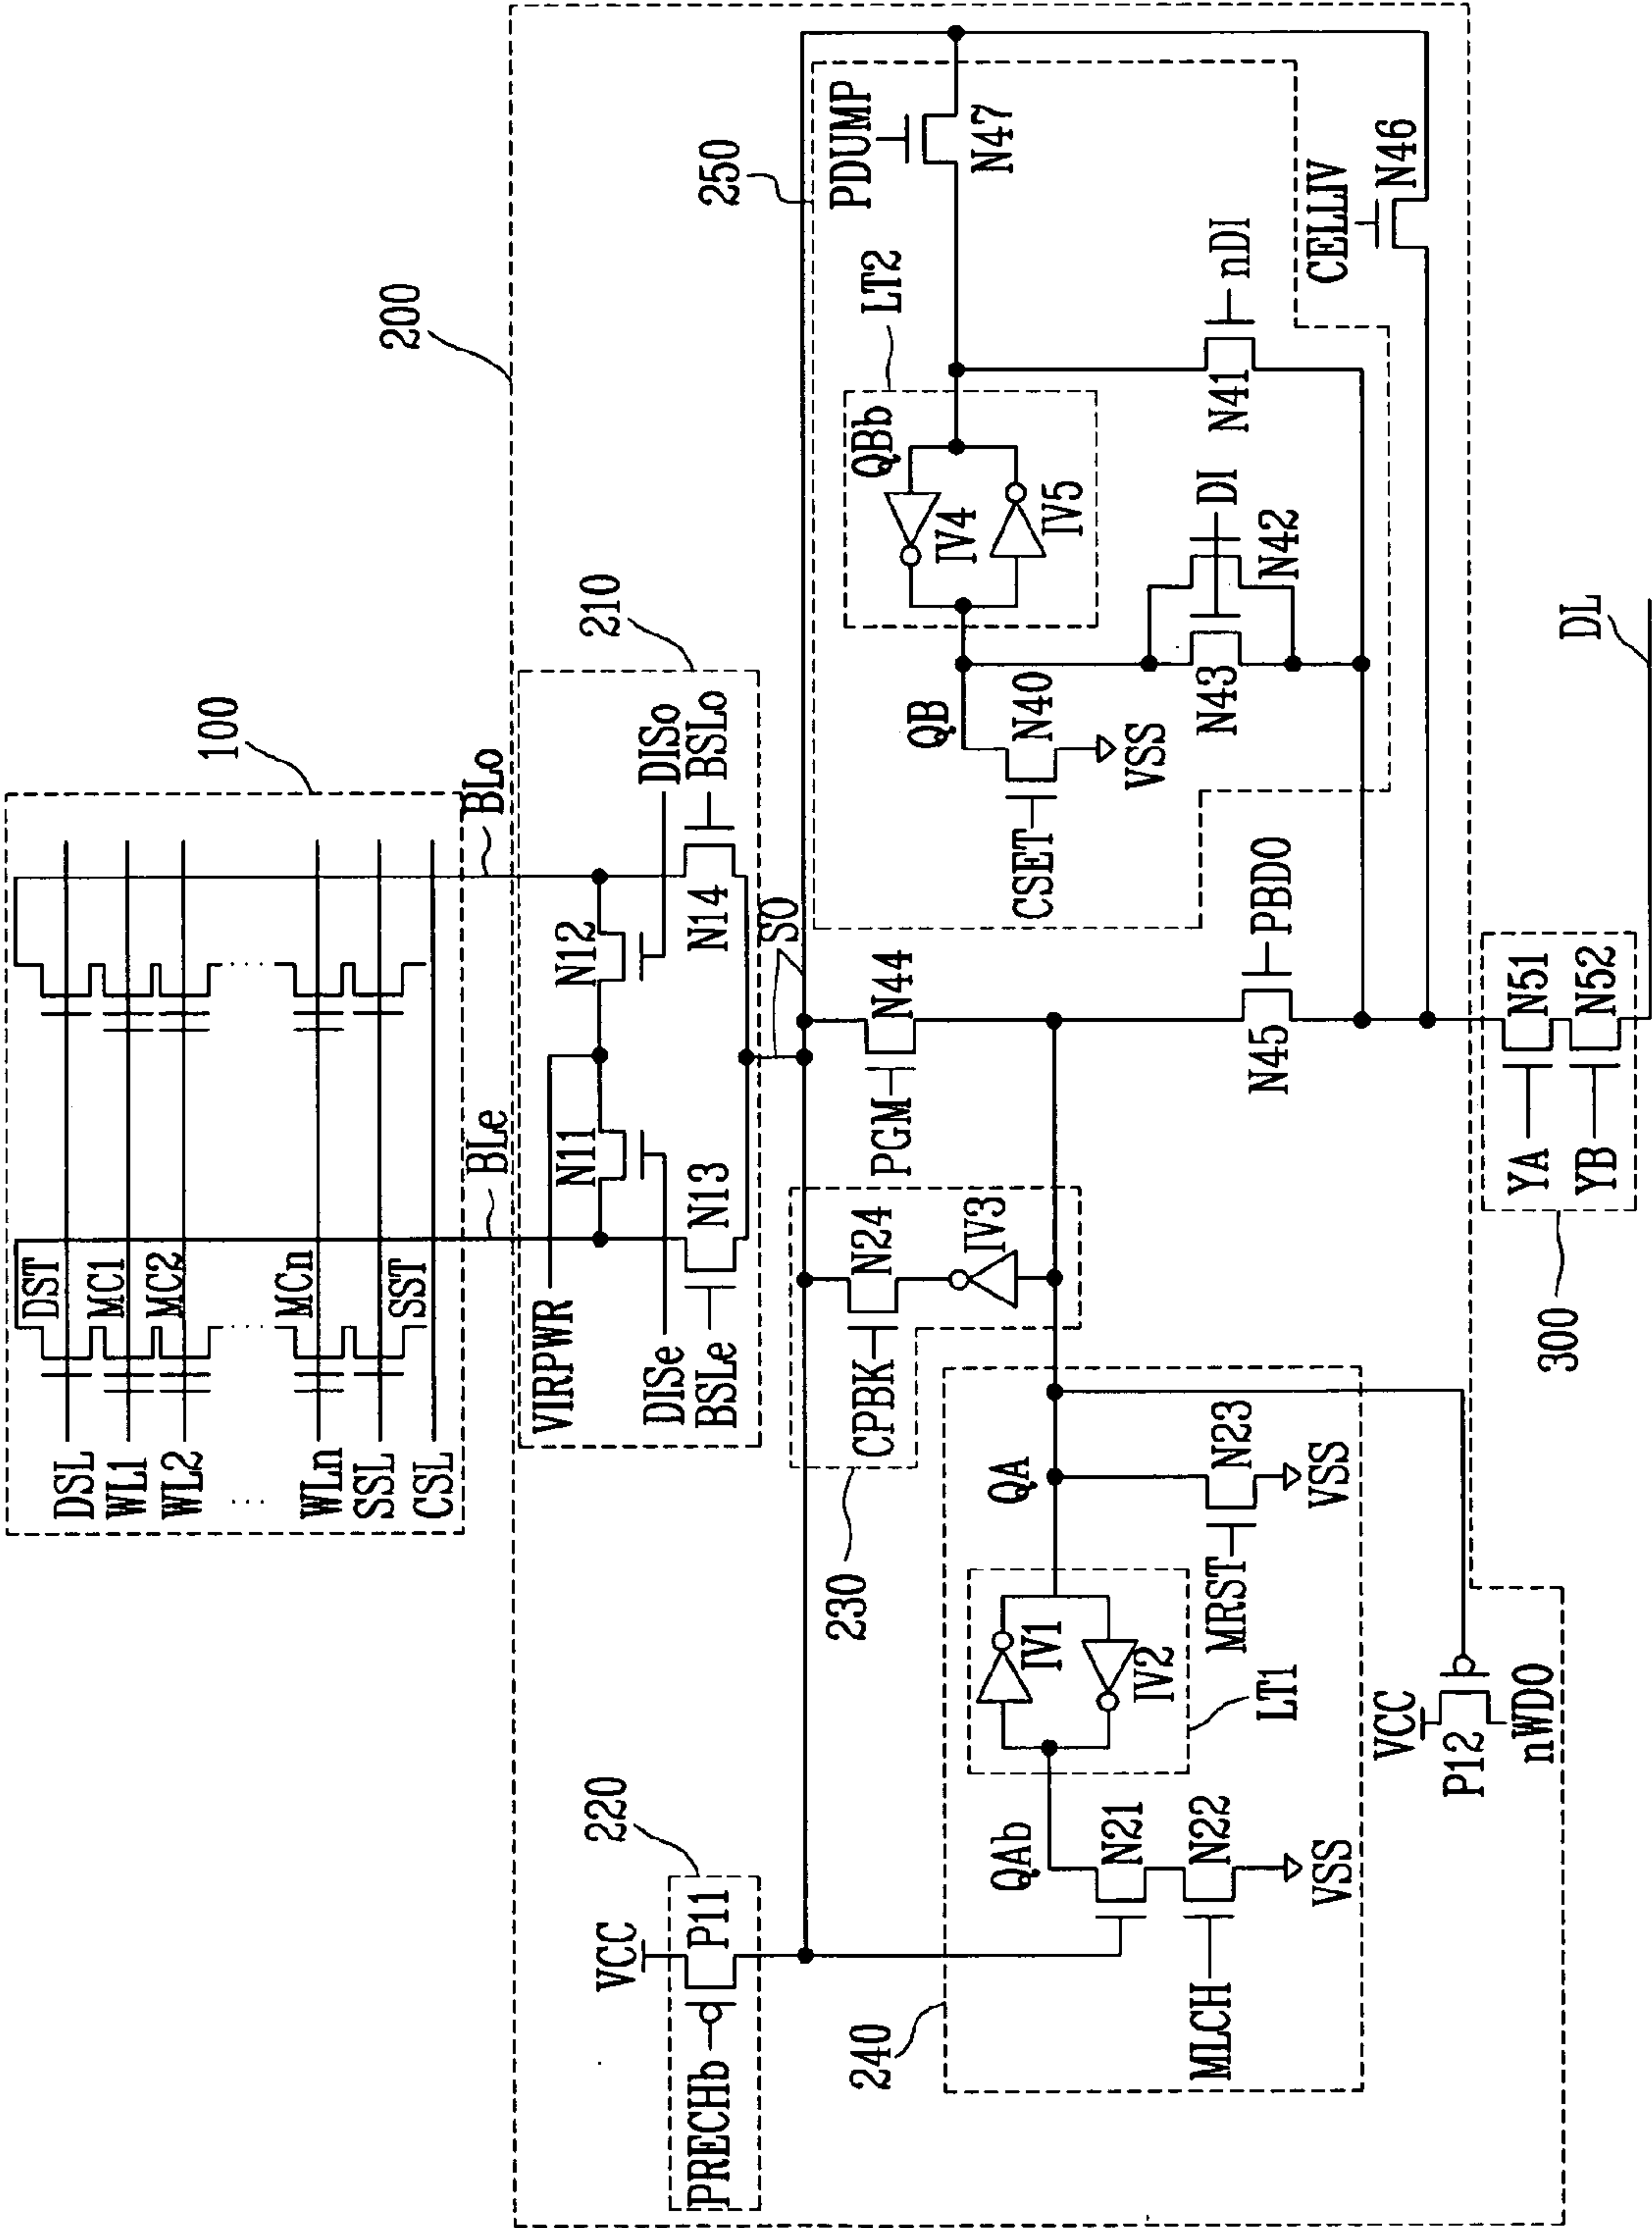 100
DSL
WL1
WL2
...
WLn
SSL
CSL
DST
MC1
MC2
MCn
SST
BLe
BLo
200
210
VIRPWR
DISe
BSLe
N11
N12
N13
N14
DISo
BSLo
SO
220
VCC
P11
PRECHb
230
CPBK
N24
IV3
PGM
N44
240
QAb
QA
IV1
IV2
LT1
N21
N22
MLCH
VSS
MRST
N23
VSS
VCC
P12
nWDO
250
PDUMP
N47
LT2
QBb
IV4
IV5
QB
CSET
N40
VSS
N43
N42
DI
N41
nDI
CELLIV
N46
N45
PBDO
YA
YB
N51
N52
300
DL